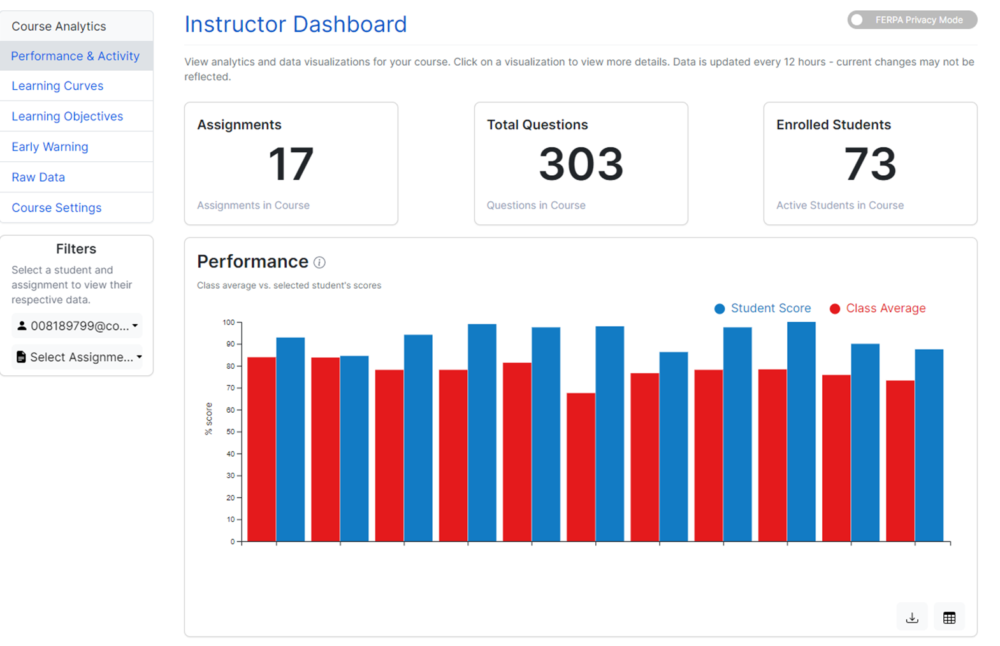 Course Analytics
Performance & Activity
Learning Curves
Learning Objectives
Early Warning
Raw Data
Course Settings
Filters
Select a student and
assignment to view their
respective data.
008189799@co...
Select Assignme...
Instructor Dashboard
FERPA Privacy Mode
View analytics and data visualizations for your course. Click on a visualization to view more details. Data is updated every 12 hours - current changes may not be
reflected.
Assignments
17
Assignments in Course
Total Questions
303
Questions in Course
Enrolled Students
73
Active Students in Course
Performance
Class average vs. selected student's scores
Student Score
Class Average
% score
100
90
80
70
60
50
40
30
20
10
0